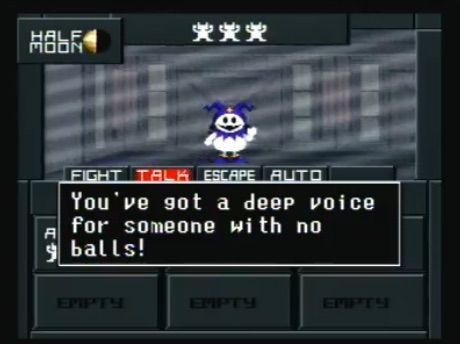 HALF
MOON
FIGHT TALK ESCAPE AUTO
You've got a deep voice
for someone with no
balls!
A
EMPTY EMPTY EMPTY